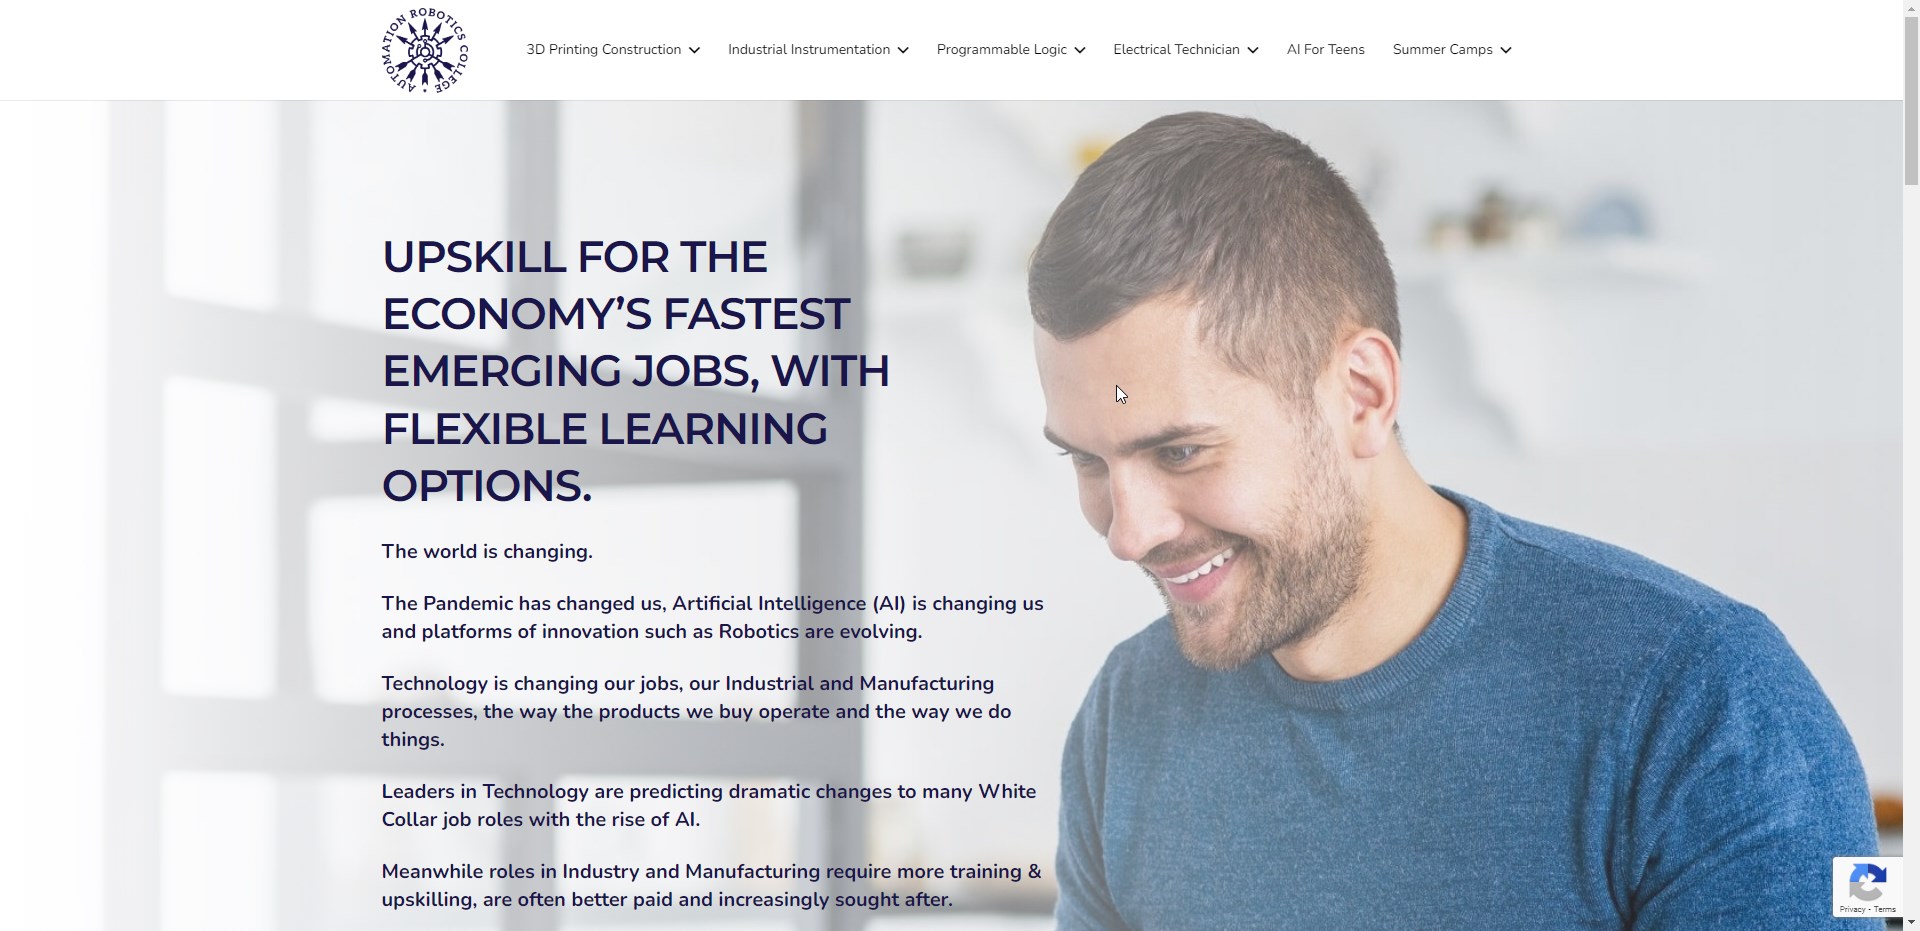 AUTOMATION ROBOTICS COLLEGE
3D Printing Construction Industrial Instrumentation Programmable Logic Electrical Technician AI For Teens Summer Camps
UPSKILL FOR THE
ECONOMY’S FASTEST
EMERGING JOBS, WITH
FLEXIBLE LEARNING
OPTIONS.
The world is changing.
The Pandemic has changed us, Artificial Intelligence (AI) is changing us
and platforms of innovation such as Robotics are evolving.
Technology is changing our jobs, our Industrial and Manufacturing
processes, the way the products we buy operate and the way we do
things.
Leaders in Technology are predicting dramatic changes to many White
Collar job roles with the rise of AI.
Meanwhile roles in Industry and Manufacturing require more training &
upskilling, are often better paid and increasingly sought after.
Privacy - Terms